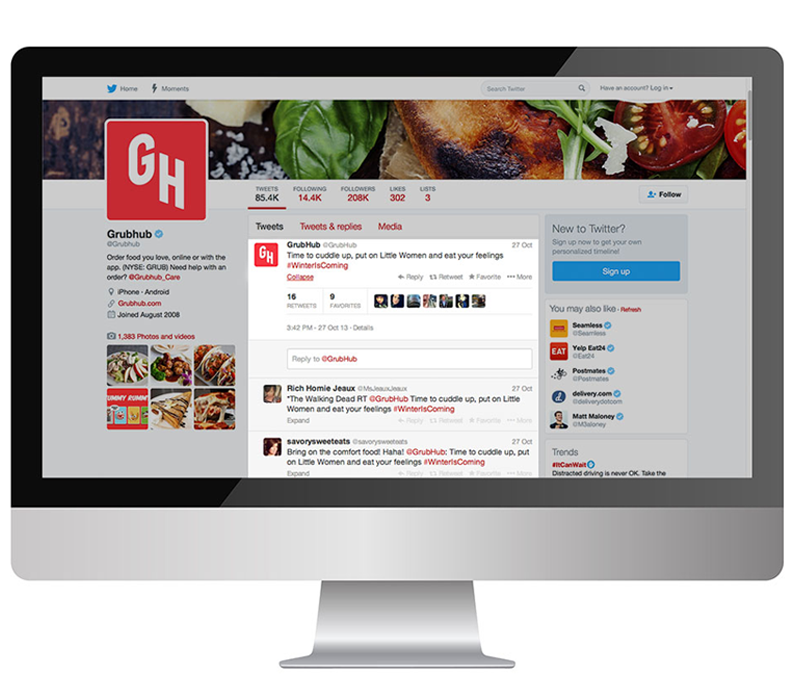 Home
Moments
Search Twitter
Have an account? Log in
GH
TWEETS FOLLOWING FOLLOWERS LIKES LISTS
85.4K 14.4K 208K 302 3
Follow
Grubhub
@Grubhub
Order food you love, online or with the
app. (NYSE: GRUB) Need help with an
order? @Grubhub_Care
iPhone · Android
Grubhub.com
Joined August 2008
1,383 Photos and videos
YUMMY RUMMY
Tweets Tweets & replies Media
GH
GrubHub @GrubHub 27 Oct
Time to cuddle up, put on Little Women and eat your feelings
#WinterIsComing
Collapse Reply Retweet Favorite More
16 9
RETWEETS FAVORITES
3:42 PM - 27 Oct 13 · Details
Reply to @GrubHub
Rich Homie Jeaux @MsJeauxJeaux 27 Oct
"The Walking Dead RT @GrubHub Time to cuddle up, put on Little
Women and eat your feelings #WinterIsComing
Expand Reply Retweet Favorite More
savorysweeteats @savorysweeteats 27 Oct
Bring on the comfort food! Haha! @GrubHub: Time to cuddle up, put
on Little Women and eat your feelings #WinterIsComing
Expand Reply Retweet Favorite More
New to Twitter?
Sign up now to get your own
personalized timeline!
Sign up
You may also like · Refresh
Seamless
@Seamless
EAT
Yelp Eat24
@Eat24
Postmates
@Postmates
delivery.com
@deliverydotcom
Matt Maloney
@M3aloney
Trends
#ItCanWait
Distracted driving is never OK. Take the